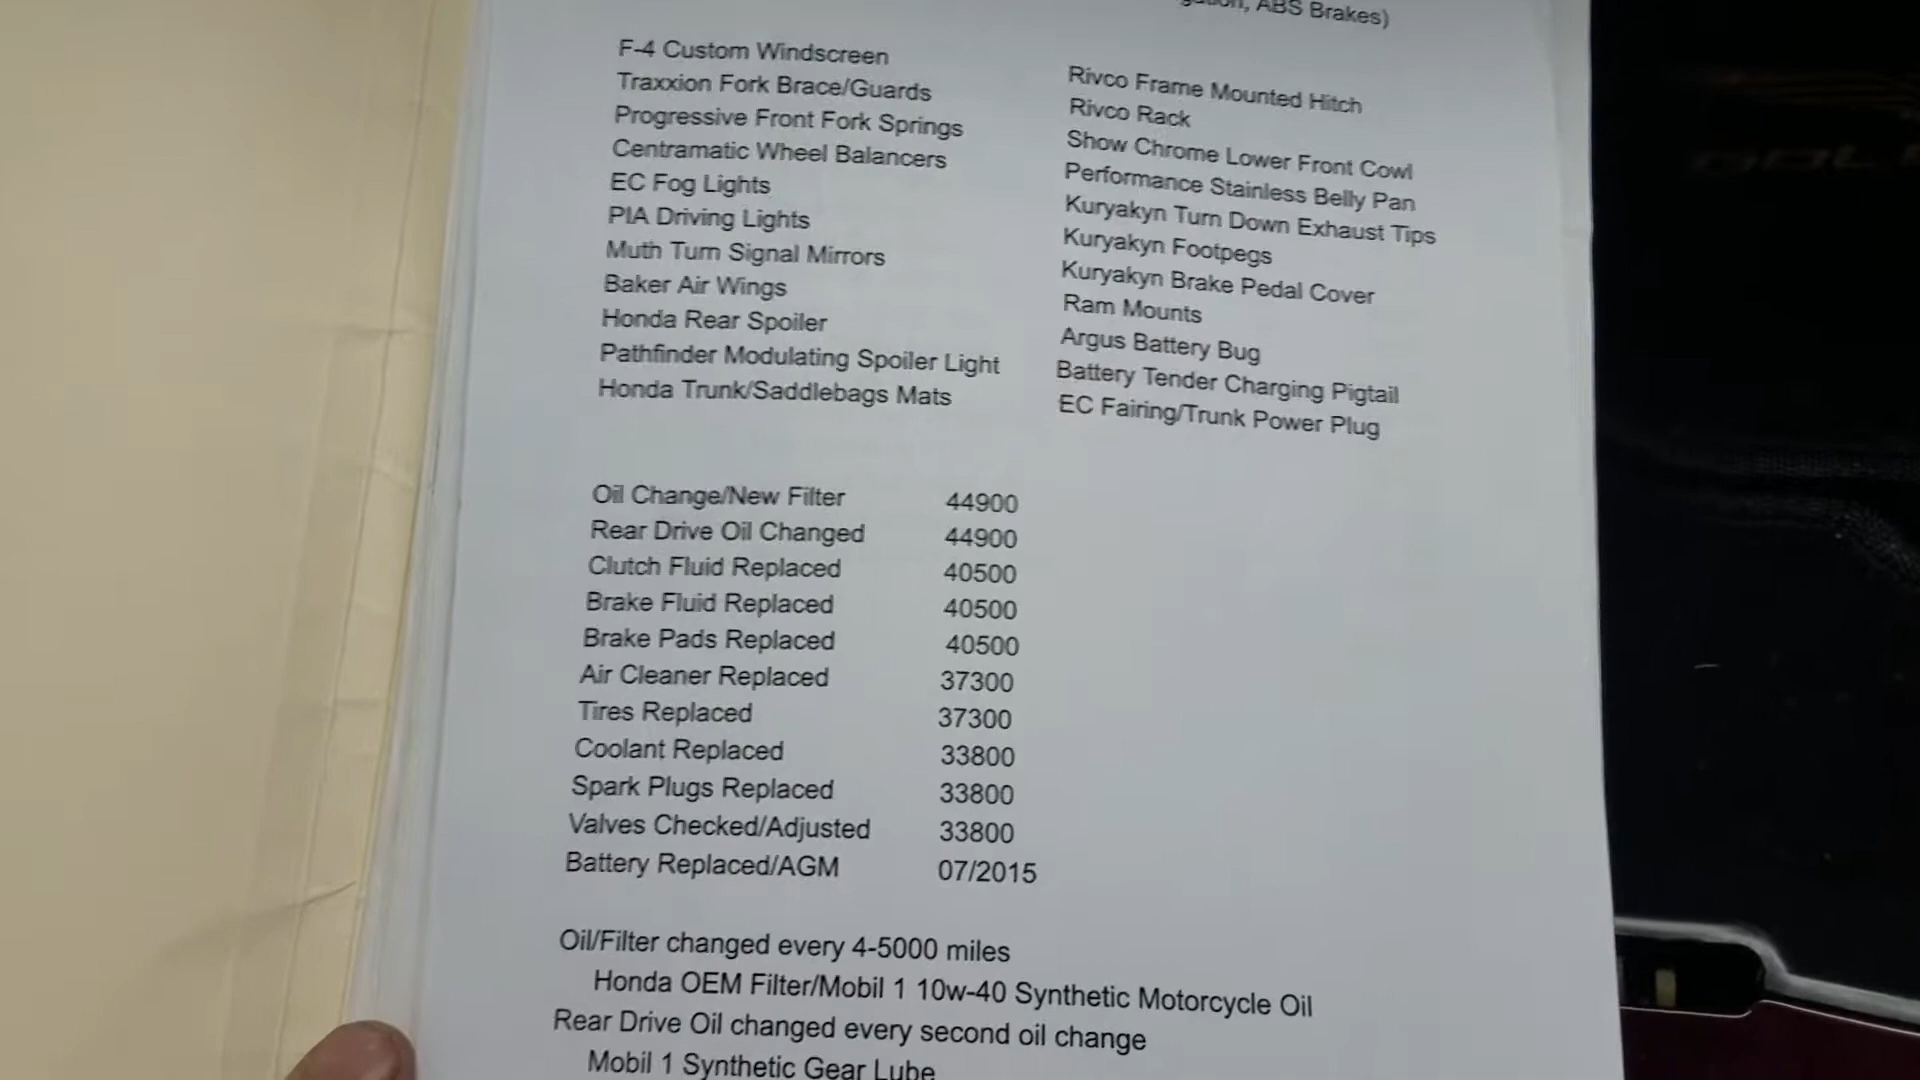 ABS Brakes)
F-4 Custom Windscreen
Traxxion Fork Brace/Guards
Progressive Front Fork Springs
Centramatic Wheel Balancers
EC Fog Lights
PIA Driving Lights
Muth Turn Signal Mirrors
Baker Air Wings
Honda Rear Spoiler
Pathfinder Modulating Spoiler Light
Honda Trunk/Saddlebags Mats
Rivco Frame Mounted Hitch
Rivco Rack
Show Chrome Lower Front Cowl
Performance Stainless Belly Pan
Kuryakyn Turn Down Exhaust Tips
Kuryakyn Footpegs
Kuryakyn Brake Pedal Cover
Ram Mounts
Argus Battery Bug
Battery Tender Charging Pigtail
EC Fairing/Trunk Power Plug
Oil Change/New Filter 44900
Rear Drive Oil Changed 44900
Clutch Fluid Replaced 40500
Brake Fluid Replaced 40500
Brake Pads Replaced 40500
Air Cleaner Replaced 37300
Tires Replaced 37300
Coolant Replaced 33800
Spark Plugs Replaced 33800
Valves Checked/Adjusted 33800
Battery Replaced/AGM 07/2015
Oil/Filter changed every 4-5000 miles
Honda OEM Filter/Mobil 1 10w-40 Synthetic Motorcycle Oil
Rear Drive Oil changed every second oil change
Mobil 1 Synthetic Gear Lube